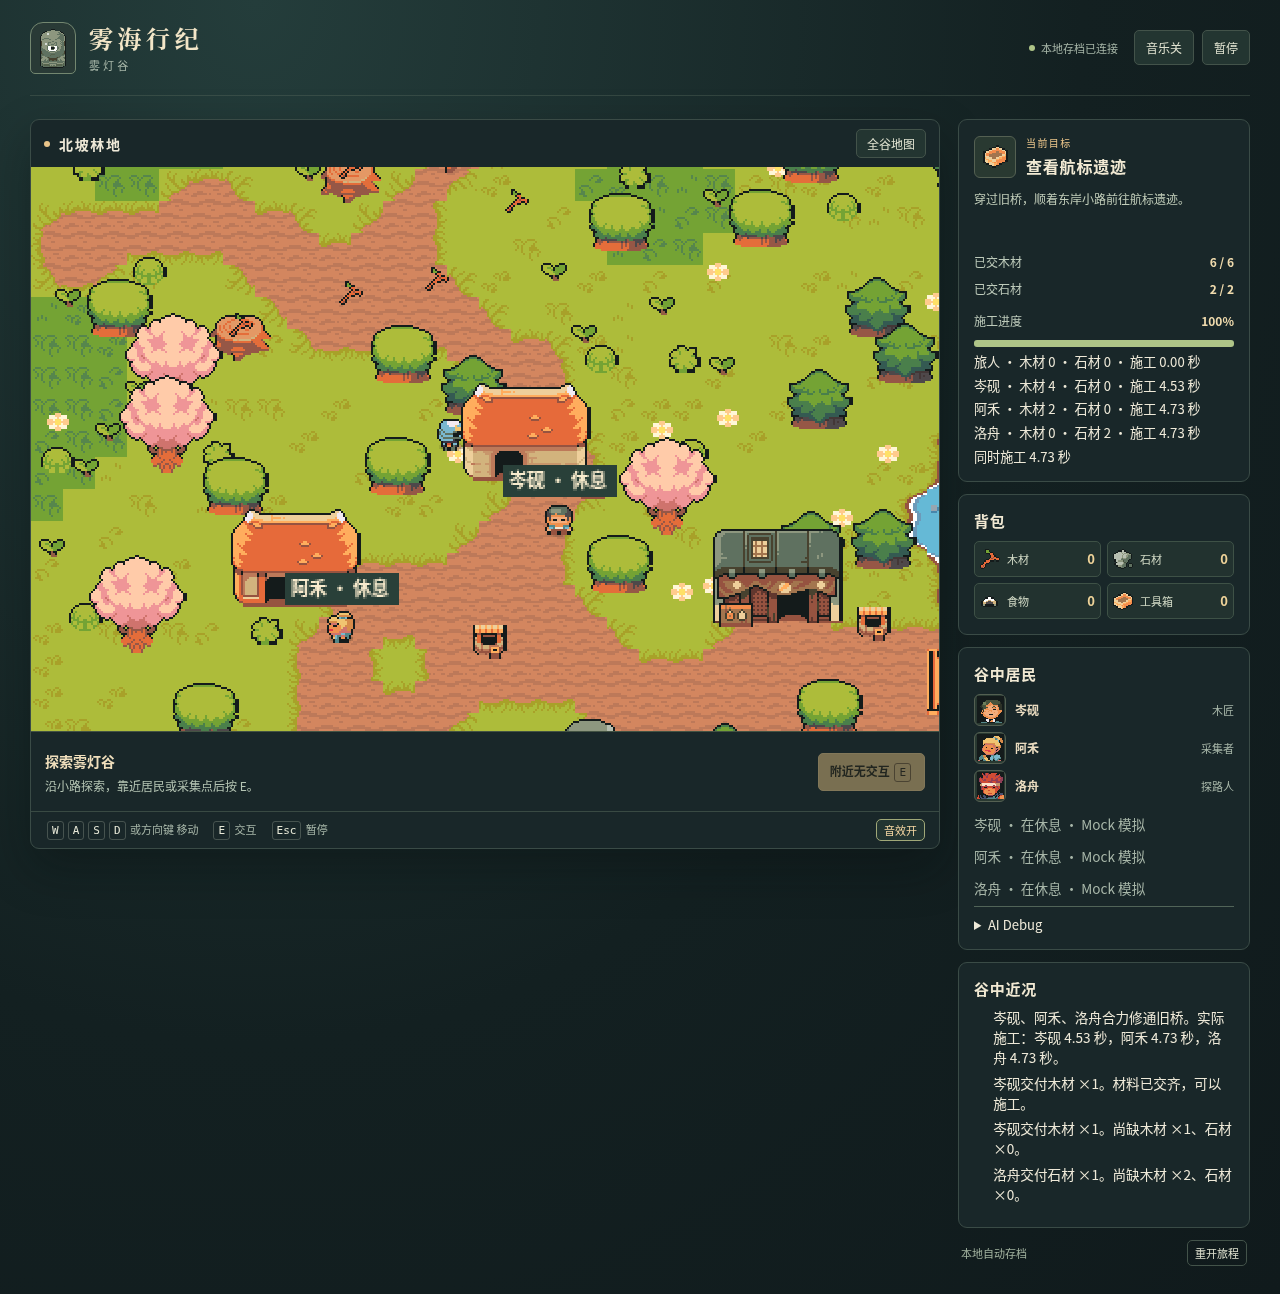 雾海行纪
雾灯谷
本地存档已连接
音乐关
暂停
北坡林地
全谷地图
岑砚 · 休息
阿禾 · 休息
探索雾灯谷
沿小路探索，靠近居民或采集点后按 E。
附近无交互 E
W A S D 或方向键 移动 E 交互 Esc 暂停
音效开
当前目标
查看航标遗迹
穿过旧桥，顺着东岸小路前往航标遗迹。
已交木材 6 / 6
已交石材 2 / 2
施工进度 100%
旅人 · 木材 0 · 石材 0 · 施工 0.00 秒
岑砚 · 木材 4 · 石材 0 · 施工 4.53 秒
阿禾 · 木材 2 · 石材 0 · 施工 4.73 秒
洛舟 · 木材 0 · 石材 2 · 施工 4.73 秒
同时施工 4.73 秒
背包
木材 0
石材 0
食物 0
工具箱 0
谷中居民
岑砚 木匠
阿禾 采集者
洛舟 探路人
岑砚 · 在休息 · Mock 模拟
阿禾 · 在休息 · Mock 模拟
洛舟 · 在休息 · Mock 模拟
AI Debug
谷中近况
岑砚、阿禾、洛舟合力修通旧桥。实际
施工：岑砚 4.53 秒，阿禾 4.73 秒，洛
舟 4.73 秒。
岑砚交付木材 ×1。材料已交齐，可以
施工。
岑砚交付木材 ×1。尚缺木材 ×1、石材
×0。
洛舟交付石材 ×1。尚缺木材 ×2、石材
×0。
本地自动存档
重开旅程